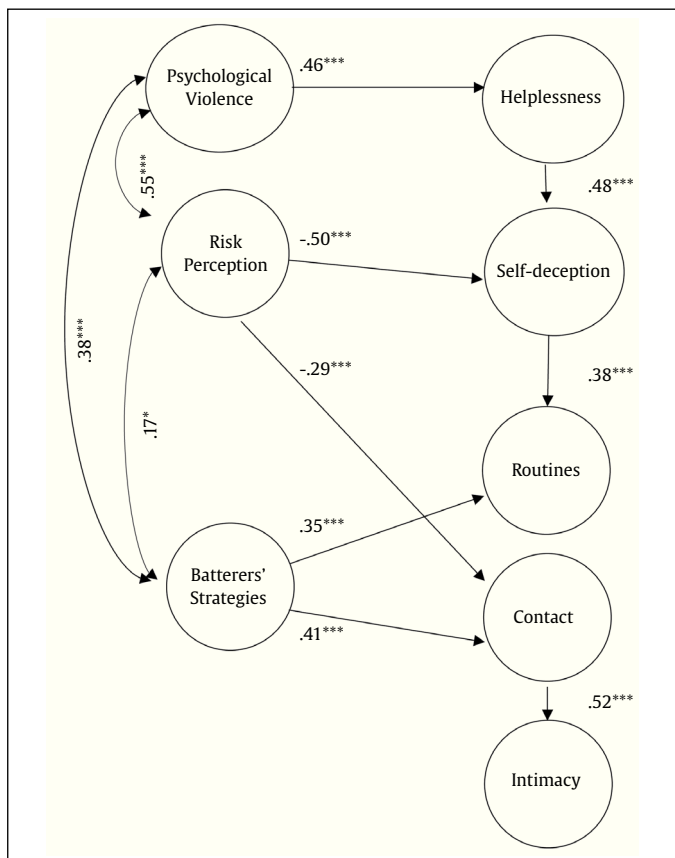 Psychological
Violence
.46***
Helplessness
.55***
.48***
Risk
Perception
-.50***
Self-deception
.38***
-.29***
.38***
.17*
Routines
.35***
Batterers'
Strategies
.41***
Contact
.52***
Intimacy